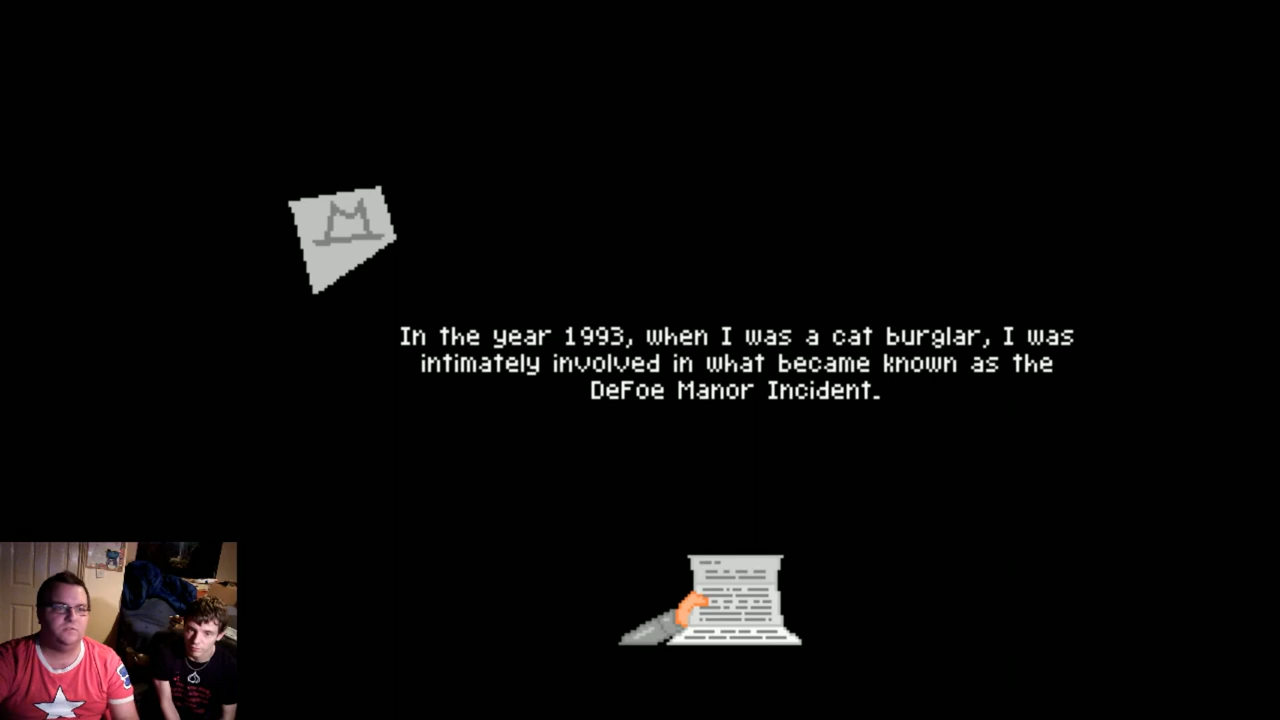 In the year 1993, when I was a cat burglar, I was
intimately involved in what became known as the
DeFoe Manor Incident.